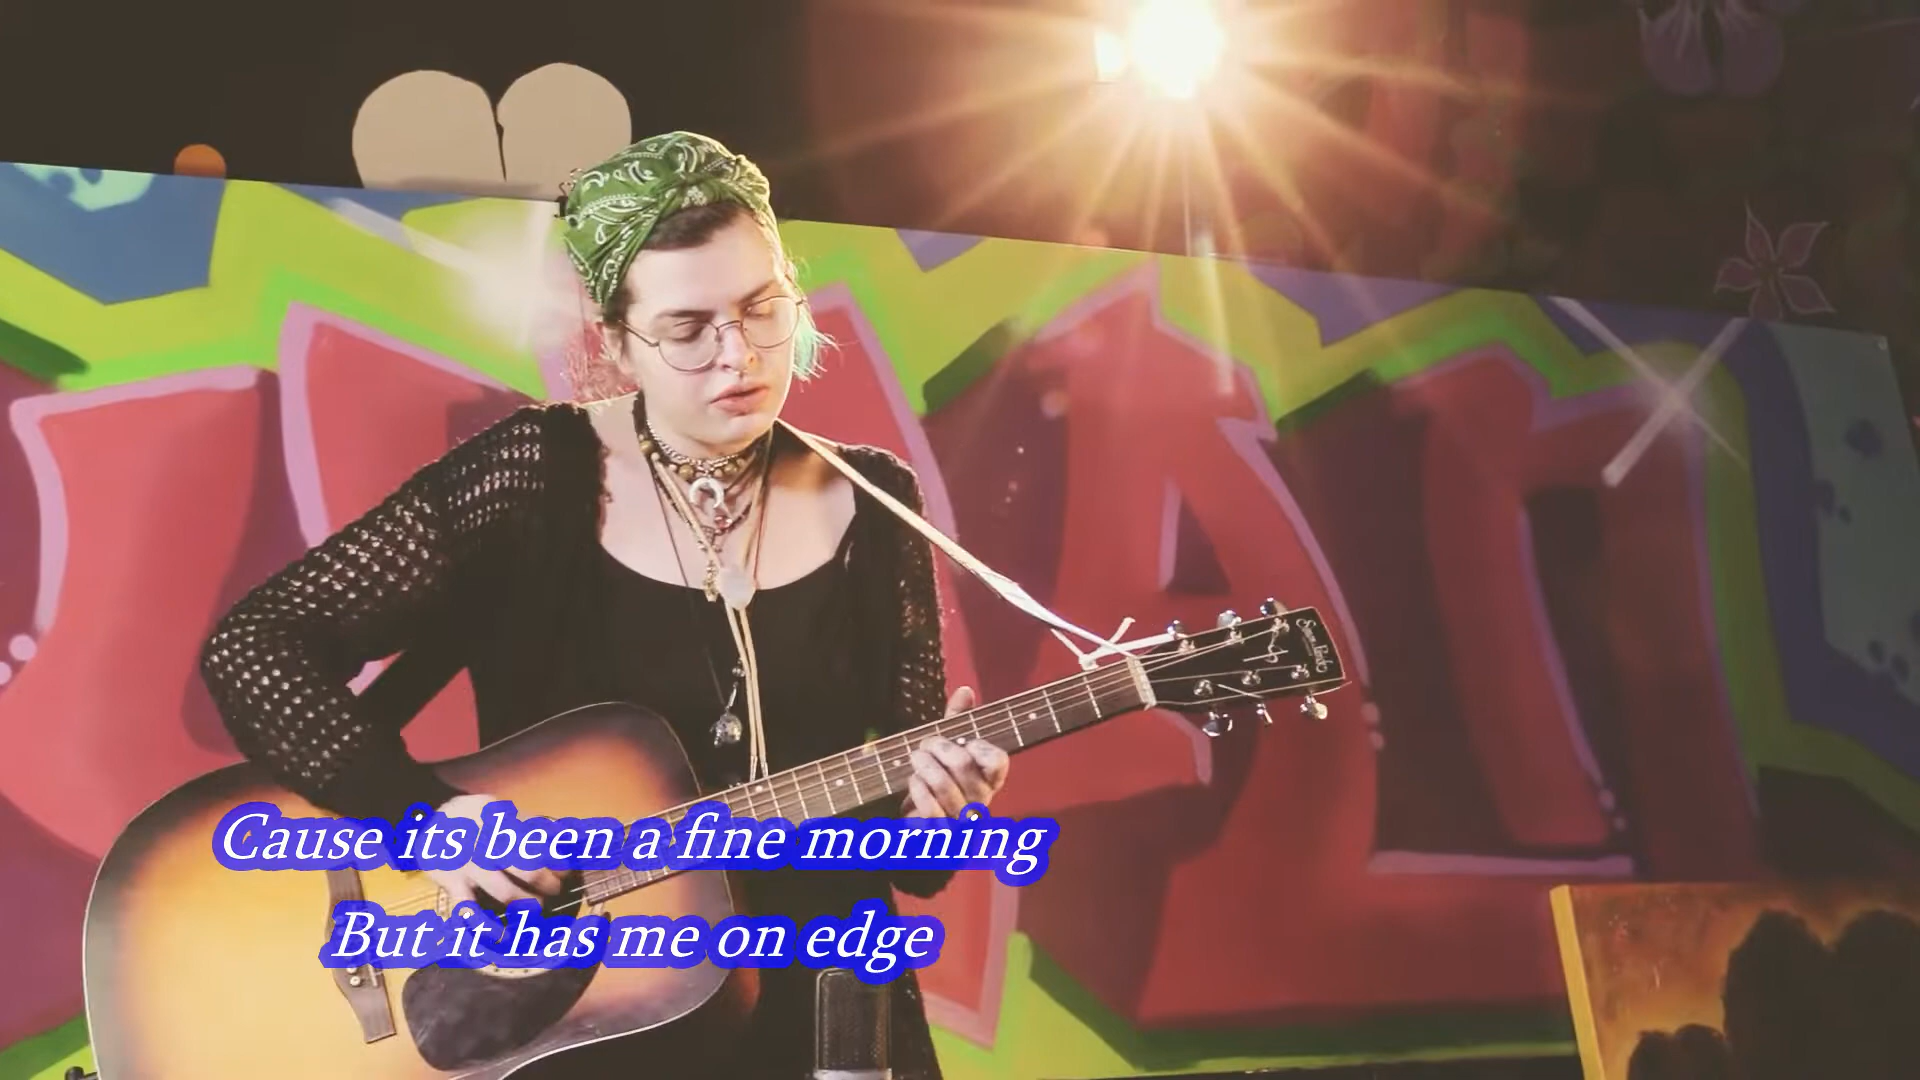 Cause its been a fine morning
But it has me on edge